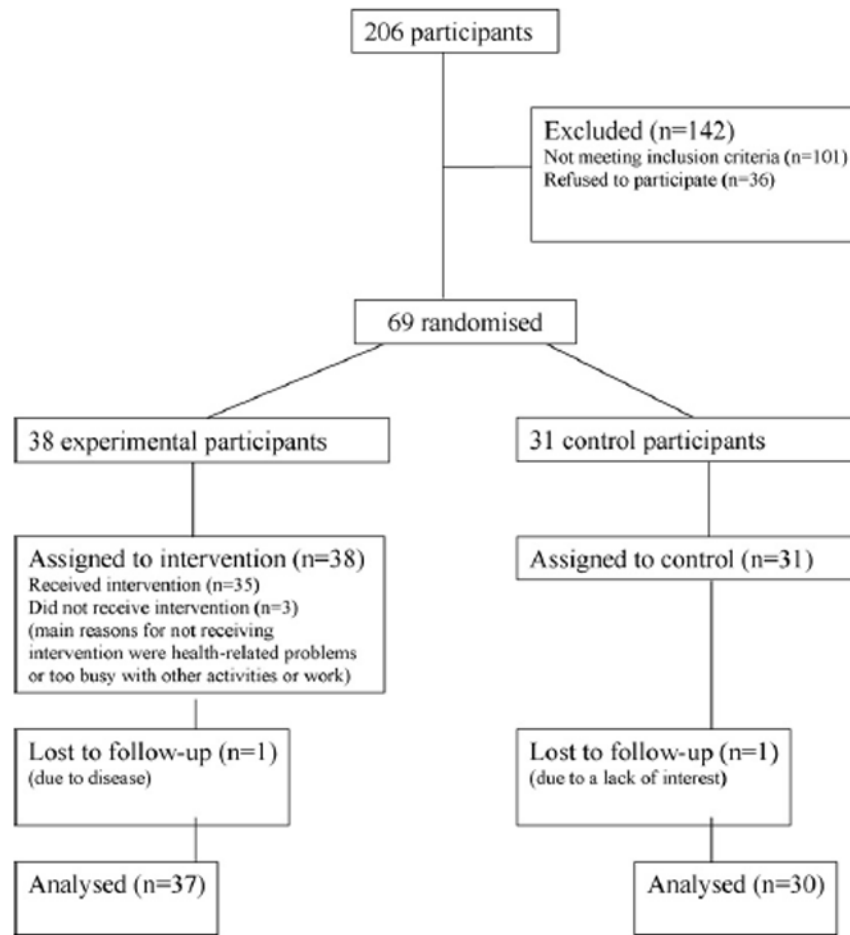 206 participants
Excluded (n=142)
Not meeting inclusion criteria (n=101)
Refused to participate (n=36)
69 randomised
38 experimental participants
31 control participants
Assigned to intervention (n=38)
Received intervention (n=35)
Did not receive intervention (n=3)
(main reasons for not receiving
intervention were health-related problems
or too busy with other activities or work)
Assigned to control (n=31)
Lost to follow-up (n=1)
(due to disease)
Lost to follow-up (n=1)
(due to a lack of interest)
Analysed (n=37)
Analysed (n=30)